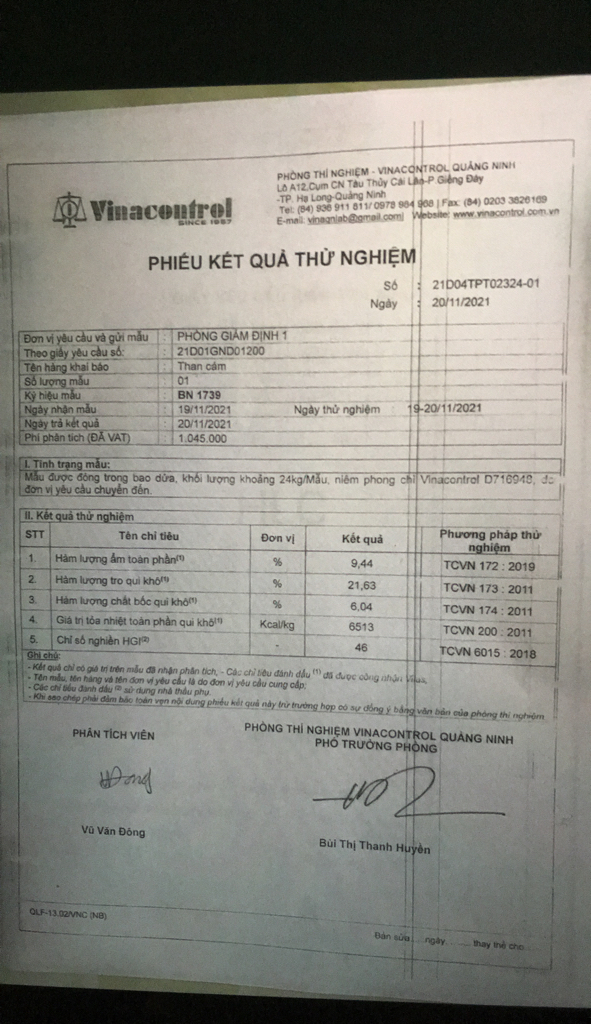 Vinacontrol
SINCE 1957
PHÒNG THÍ NGHIỆM - VINACONTROL QUẢNG NINH
Lô A12,Cụm CN Tàu Thủy Cái Lân-P.Giếng Đáy
-TP. Hạ Long-Quảng Ninh
Tel: (84) 936 911 811/ 0978 984 968 | Fax: (84) 0203 3826169
E-mail: vinaqnlab@gmail.com| Website: www.vinacontrol.com.vn
PHIẾU KẾT QUẢ THỬ NGHIỆM
Số : 21D04TPT02324-01
Ngày : 20/11/2021
Đơn vị yêu cầu và gửi mẫu : PHÒNG GIÁM ĐỊNH 1
Theo giấy yêu cầu số: : 21D01GND01200
Tên hàng khai báo : Than cám
Số lượng mẫu : 01
Ký hiệu mẫu : BN 1739
Ngày nhận mẫu : 19/11/2021 Ngày thử nghiệm : 19-20/11/2021
Ngày trả kết quả : 20/11/2021
Phí phân tích (ĐÃ VAT) : 1.045.000
I. Tình trạng mẫu:
Mẫu được đóng trong bao dứa, khối lượng khoảng 24kg/Mẫu, niêm phong chì Vinacontrol D716948, do
đơn vị yêu cầu chuyển đến.
II. Kết quả thử nghiệm
STT Tên chỉ tiêu Đơn vị Kết quả Phương pháp thử nghiệm
1. Hàm lượng ẩm toàn phần(1) % 9,44 TCVN 172 : 2019
2. Hàm lượng tro qui khô(1) % 21,63 TCVN 173 : 2011
3. Hàm lượng chất bốc qui khô(1) % 6,04 TCVN 174 : 2011
4. Giá trị tỏa nhiệt toàn phần qui khô(1) Kcal/kg 6513 TCVN 200 : 2011
5. Chỉ số nghiền HGI(2) - 46 TCVN 6015 : 2018
Ghi chú:
- Kết quả chỉ có giá trị trên mẫu đã nhận phân tích, - Các chỉ tiêu đánh dấu (1) đã được công nhận Vilas,
- Tên mẫu, tên hàng và tên đơn vị yêu cầu là do đơn vị yêu cầu cung cấp;
- Các chỉ tiêu đánh dấu (2) sử dụng nhà thầu phụ.
- Khi sao chép phải đảm bảo toàn vẹn nội dung phiếu kết quả này trừ trường hợp có sự đồng ý bằng văn bản của phòng thí nghiệm
PHÂN TÍCH VIÊN
PHÒNG THÍ NGHIỆM VINACONTROL QUẢNG NINH
PHÓ TRƯỞNG PHÒNG
Vũ Văn Đông
Bùi Thị Thanh Huyền
QLF-13.02/VNC (NB)
Bản sửa.....ngày...........thay thế cho....